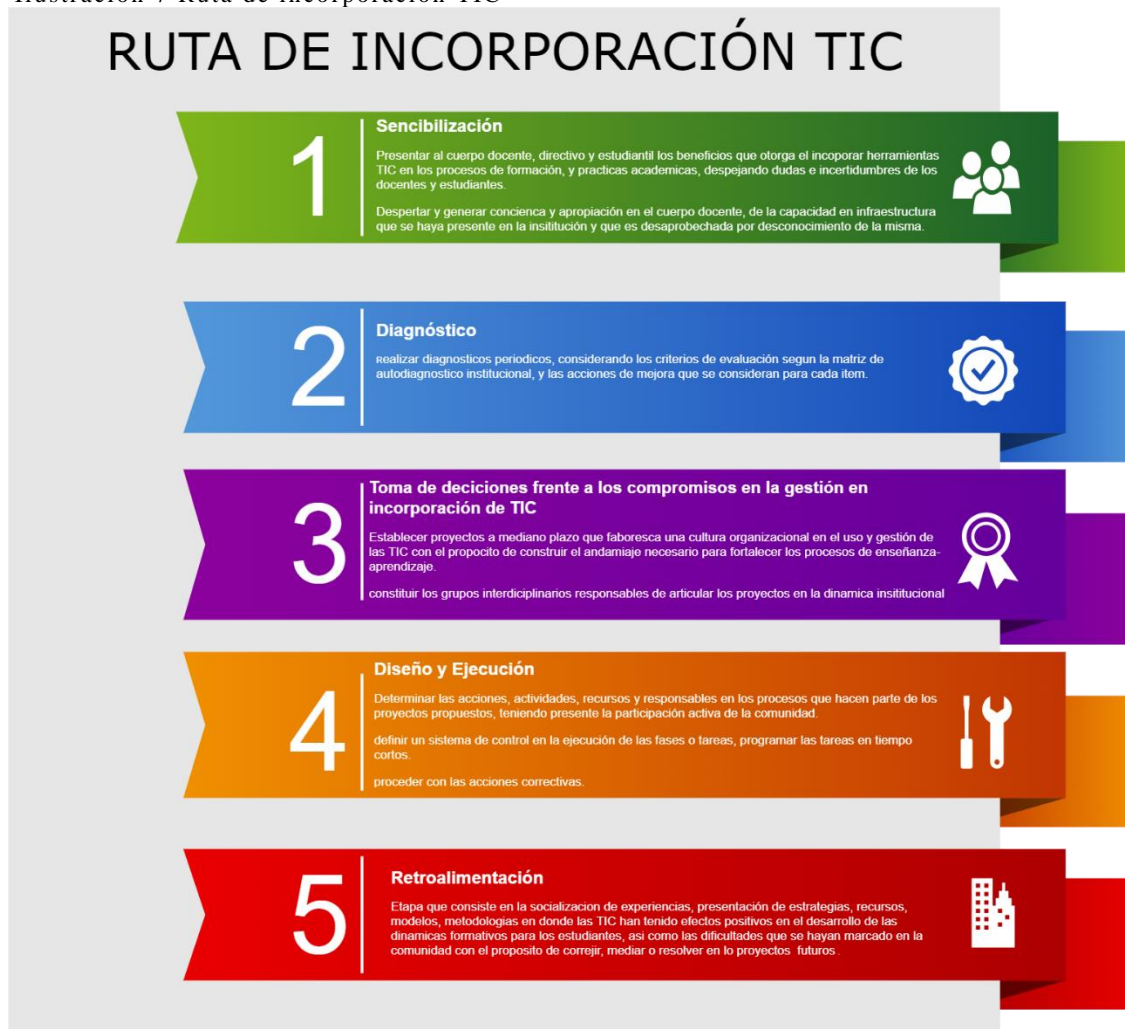 Ilustración 7 Ruta de incorporación TIC
RUTA DE INCORPORACIÓN TIC
1
Sencibilización
Presentar al cuerpo docente, directivo y estudiantil los beneficios que otorga el incoporar herramientas
TIC en los procesos de formación, y practicas academicas, despejando dudas e incertidumbres de los
docentes y estudiantes.
Despertar y generar concienca y apropiación en el cuerpo docente, de la capacidad en infraestructura
que se haya presente en la insititución y que es desaprobechada por desconocimiento de la misma.
2
Diagnóstico
Realizar diagnosticos periodicos, considerando los criterios de evaluación segun la matriz de
autodiagnostico institucional, y las acciones de mejora que se consideran para cada item.
3
Toma de deciciones frente a los compromisos en la gestión en
incorporación de TIC
Establecer proyectos a mediano plazo que faboresca una cultura organizacional en el uso y gestión de
las TIC con el propocito de construir el andamiaje necesario para fortalecer los procesos de enseñanza-
aprendizaje.
constituir los grupos interdiciplinarios responsables de articular los proyectos en la dinamica insititucional
4
Diseño y Ejecución
Determinar las acciones, actividades, recursos y responsables en los procesos que hacen parte de los
proyectos propuestos, teniendo presente la participación activa de la comunidad.
definir un sistema de control en la ejecución de las fases o tareas, programar las tareas en tiempo
cortos.
proceder con las acciones correctivas.
5
Retroalimentación
Etapa que consiste en la socializacion de experiencias, presentación de estrategias, recursos,
modelos, metodologias en donde las TIC han tenido efectos positivos en el desarrollo de las
dinamicas formativos para los estudiantes, asi como las dificultades que se hayan marcado en la
comunidad con el proposito de correjir, mediar o resolver en lo proyectos futuros.